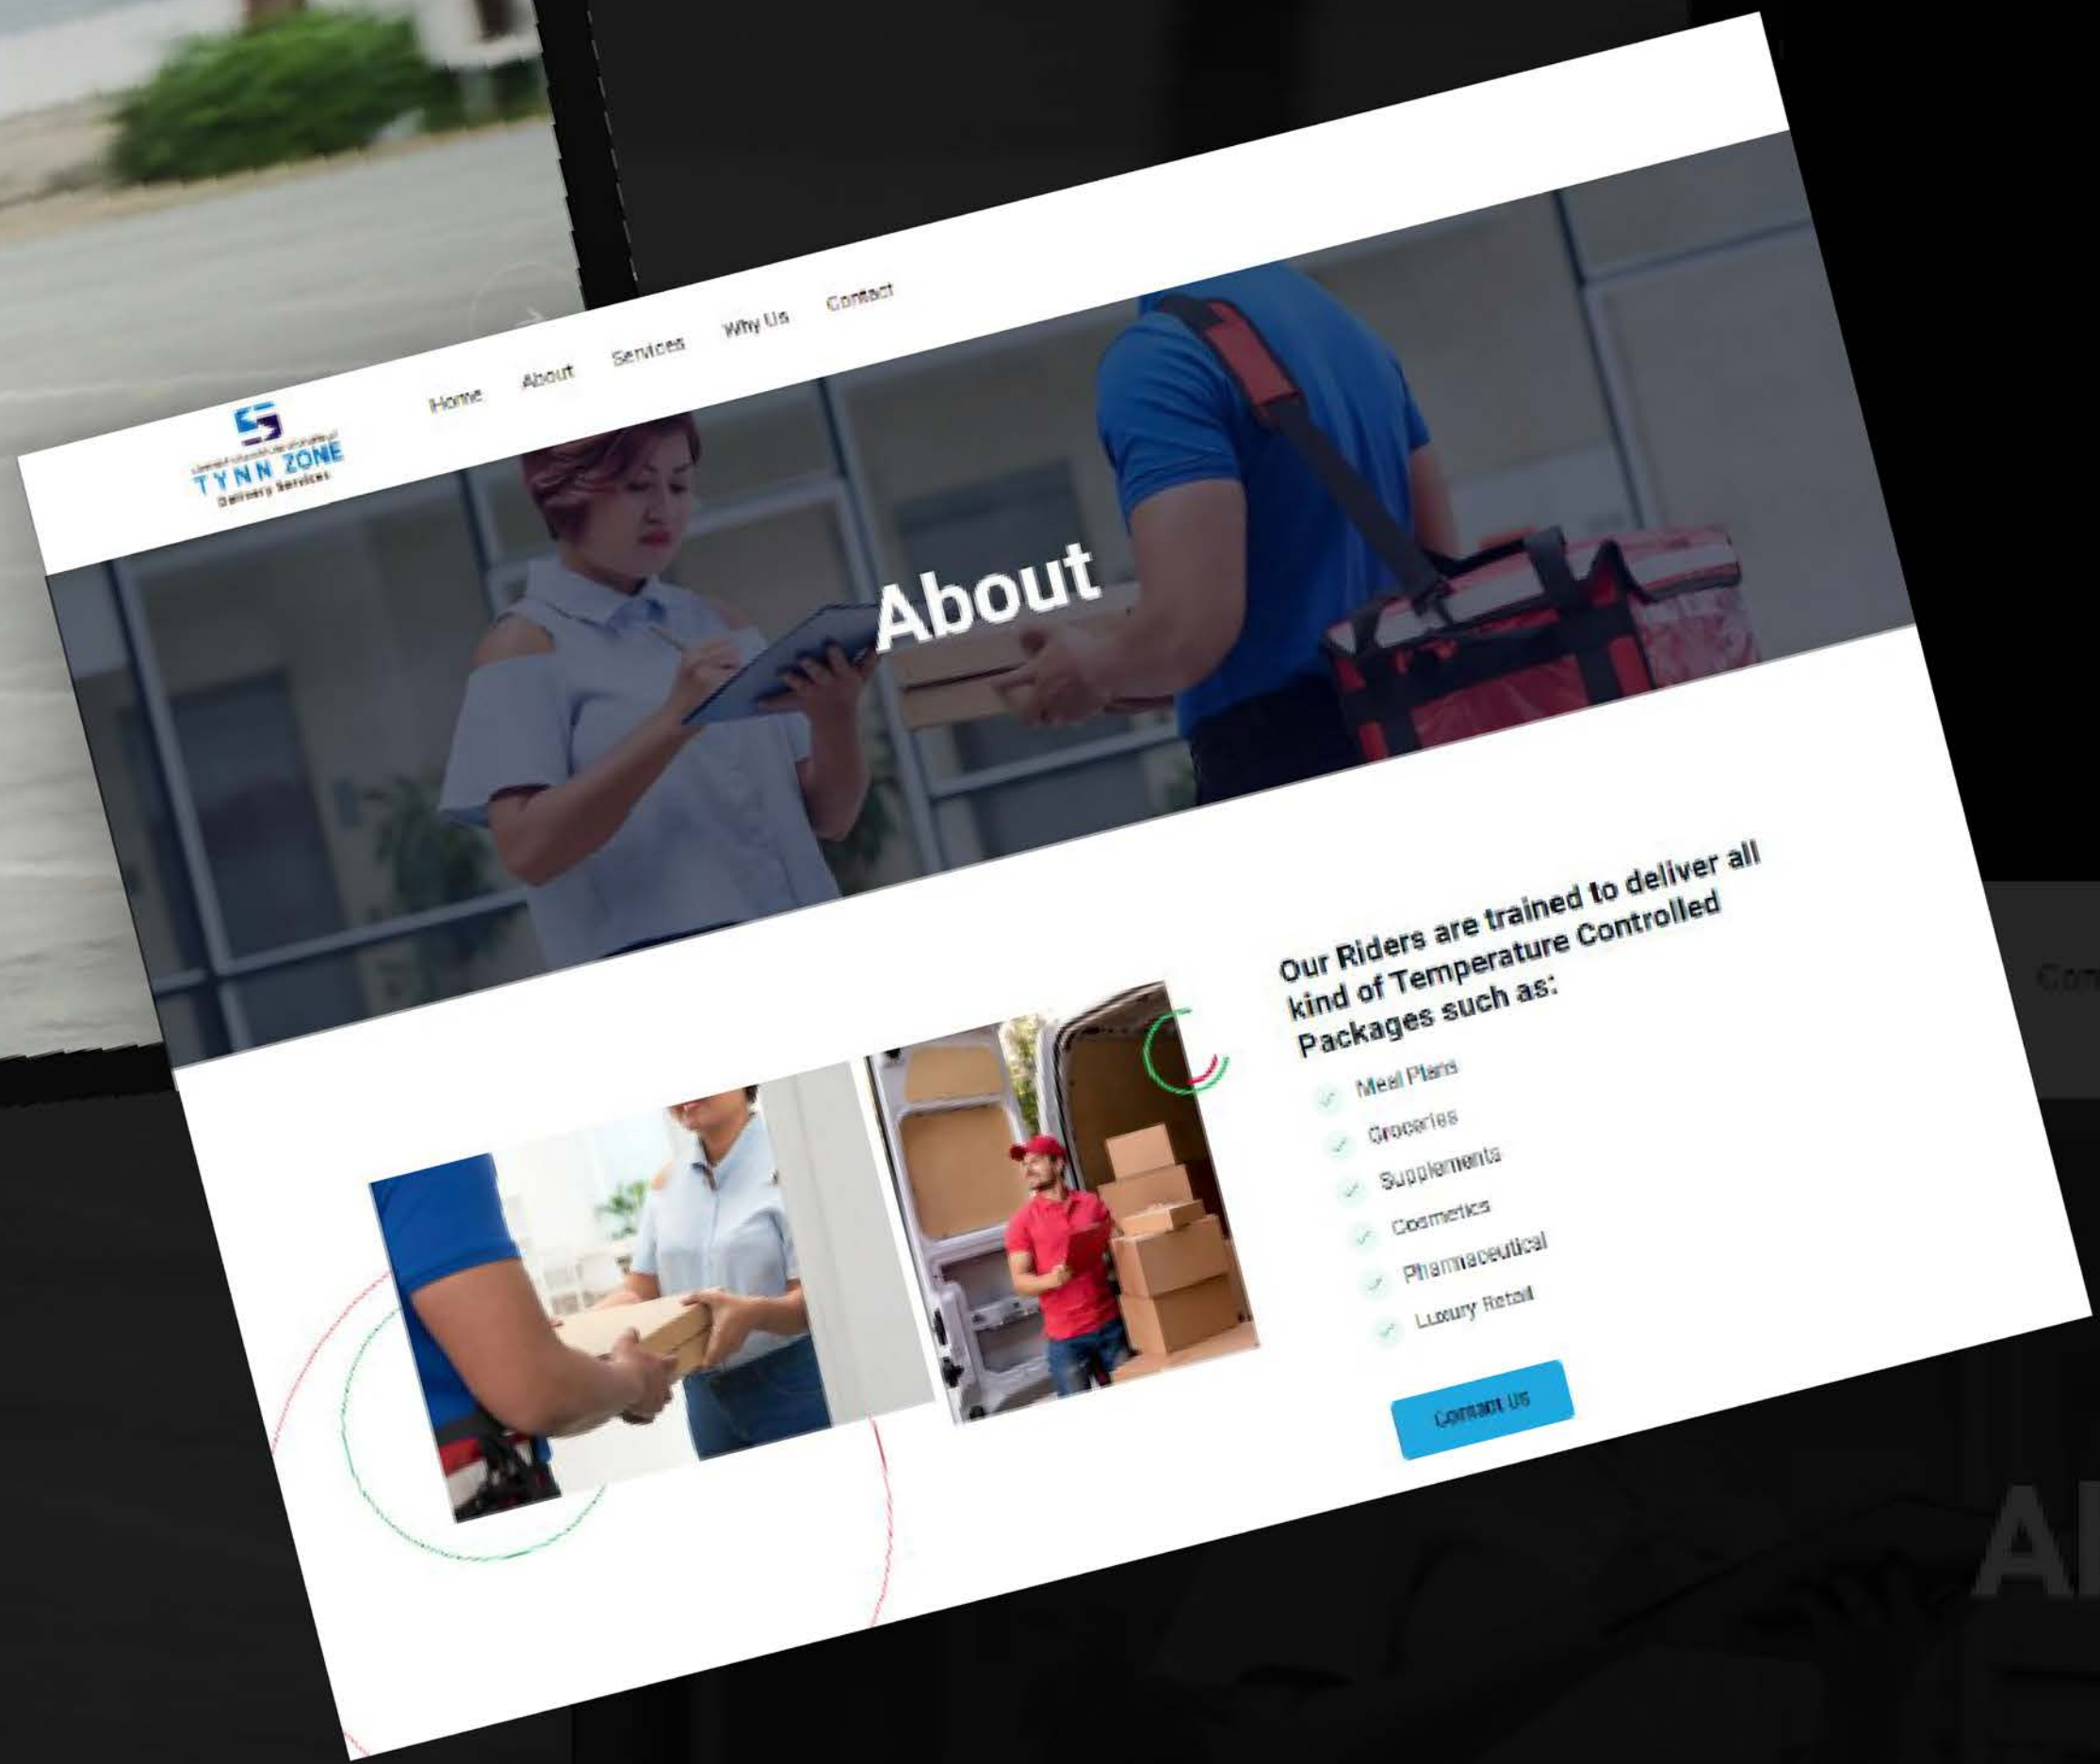 TYNN ZONE
Delivery Services
Home About Services Why Us Contact
About
Our Riders are trained to deliver all
kind of Temperature Controlled
Packages such as:
Meal Plans
Groceries
Supplements
Cosmetics
Pharmaceutical
Luxury Retail
Contact Us